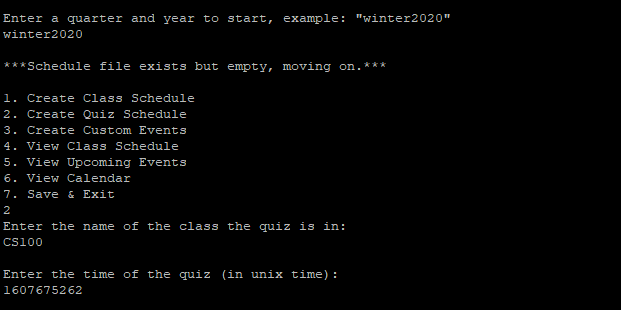 Enter a quarter and year to start, example: "winter2020"
winter2020
***Schedule file exists but empty, moving on.***
1. Create Class Schedule
2. Create Quiz Schedule
3. Create Custom Events
4. View Class Schedule
5. View Upcoming Events
6. View Calendar
7. Save & Exit
2
Enter the name of the class the quiz is in:
CS100
Enter the time of the quiz (in unix time):
1607675262